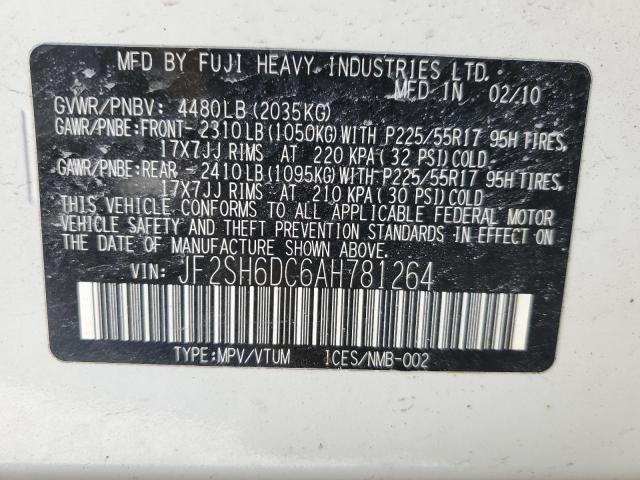 MFD BY FUJI HEAVY INDUSTRIES LTD.
MFD IN 02/10
GVWR/PNBV: 4480LB(2035KG)
GAWR/PNBE:FRONT- 2310LB(1050KG)WITH P225/55R17 95H TIRES,
17X7JJ RIMS AT 220 KPA(32 PSI)COLD.
GAWR/PNBE:REAR - 2410LB(1095KG)WITH P225/55R17 95H TIRES,
17X7JJ RIMS AT 210 KPA(30 PSI)COLD
THIS VEHICLE CONFORMS TO ALL APPLICABLE FEDERAL MOTOR
VEHICLE SAFETY AND THEFT PREVENTION STANDARDS IN EFFECT ON
THE DATE OF MANUFACTURE SHOWN ABOVE.
VIN: JF2SH6DC6AH781264
TYPE:MPV/VTUM ICES/NMB-002